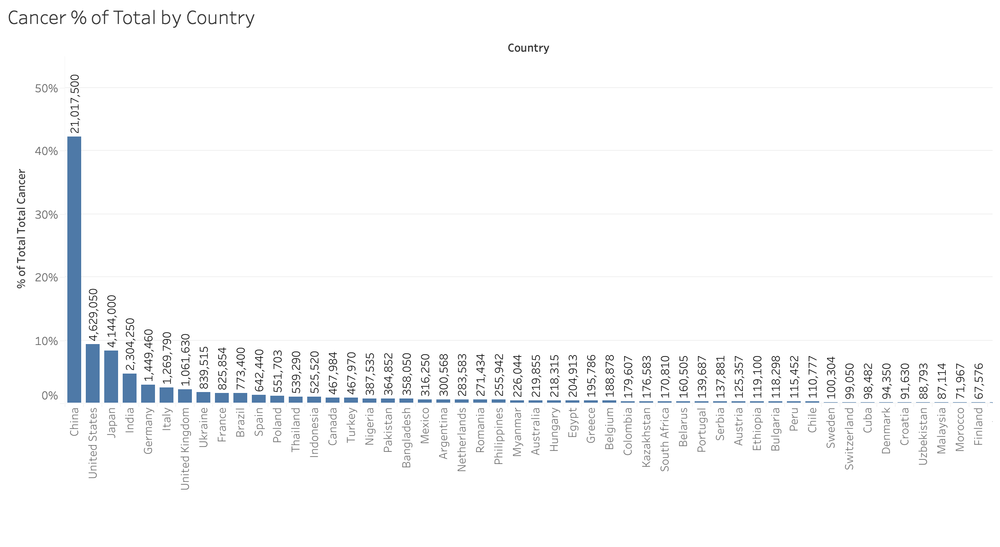 Cancer % of Total by Country
Country
% of Total Total Cancer
50%
40%
30%
20%
10%
0%
21,017,500
4,629,050
4,144,000
2,304,250
1,449,460
1,269,790
1,061,630
839,515
825,854
773,400
642,440
551,703
539,290
525,520
467,984
467,970
387,535
364,852
358,050
316,250
300,568
283,583
271,434
255,942
226,044
219,855
218,315
204,913
195,786
188,878
179,607
176,583
170,810
160,505
139,687
137,881
125,357
119,100
118,298
115,452
110,777
100,304
99,050
98,482
94,350
91,630
88,793
87,114
71,967
67,576
China
United States
Japan
India
Germany
Italy
United Kingdom
Ukraine
France
Brazil
Spain
Poland
Thailand
Indonesia
Canada
Turkey
Nigeria
Pakistan
Bangladesh
Mexico
Argentina
Netherlands
Romania
Philippines
Myanmar
Australia
Hungary
Egypt
Greece
Belgium
Colombia
Kazakhstan
South Africa
Belarus
Portugal
Serbia
Austria
Ethiopia
Bulgaria
Peru
Chile
Sweden
Switzerland
Cuba
Denmark
Croatia
Uzbekistan
Malaysia
Morocco
Finland